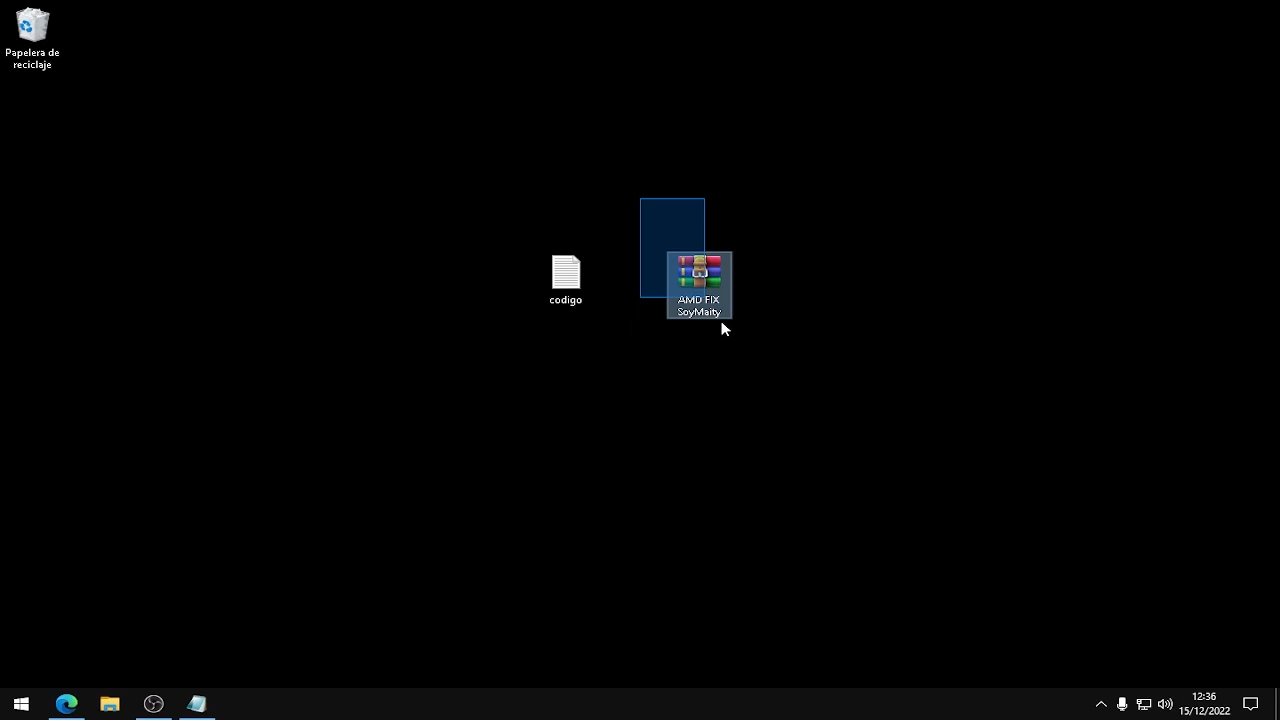 Papelera de
reciclaje
codigo
AMD FIX
SoyMaity
12:36
15/12/2022